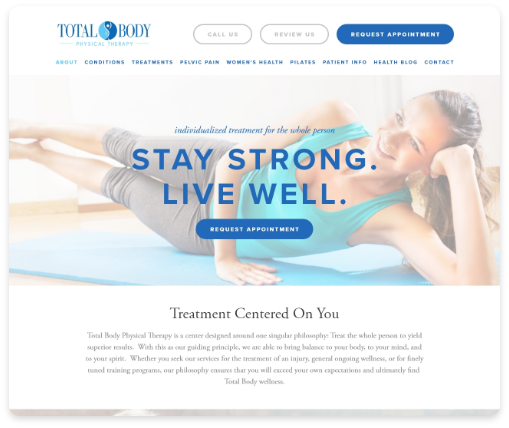 TOTAL BODY
PHYSICAL THERAPY
CALL US
REVIEW US
REQUEST APPOINTMENT
ABOUT CONDITIONS TREATMENTS PELVIC PAIN WOMEN'S HEALTH PILATES PATIENT INFO HEALTH BLOG CONTACT
individualized treatment for the whole person
STAY STRONG.
LIVE WELL.
REQUEST APPOINTMENT
Treatment Centered On You
Total Body Physical Therapy is a center designed around one singular philosophy: Treat the whole person to yield
superior results. With this as our guiding principle, we are able to bring balance to your body, to your mind, and
to your spirit. Whether you seek our services for the treatment of an injury, general ongoing wellness, or for finely
tuned training programs, our philosophy ensures that you will exceed your own expectations and ultimately find
Total Body wellness.